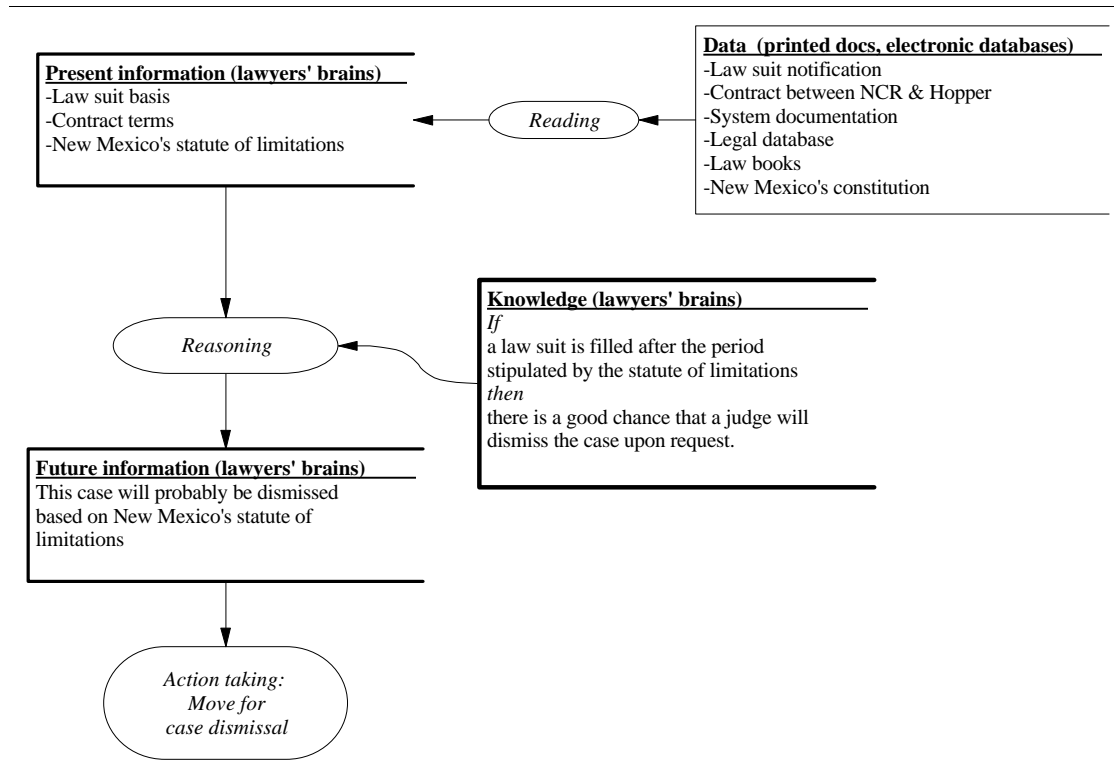 Present information (lawyers' brains)
-Law suit basis
-Contract terms
-New Mexico's statute of limitations
Reading
Data  (printed docs, electronic databases)
-Law suit notification
-Contract between NCR & Hopper
-System documentation
-Legal database
-Law books
-New Mexico's constitution
Reasoning
Knowledge (lawyers' brains)
If
a law suit is filled after the period
stipulated by the statute of limitations
then
there is a good chance that a judge will
dismiss the case upon request.
Future information (lawyers' brains)
This case will probably be dismissed
based on New Mexico's statute of
limitations
Action taking:
Move for
case dismissal